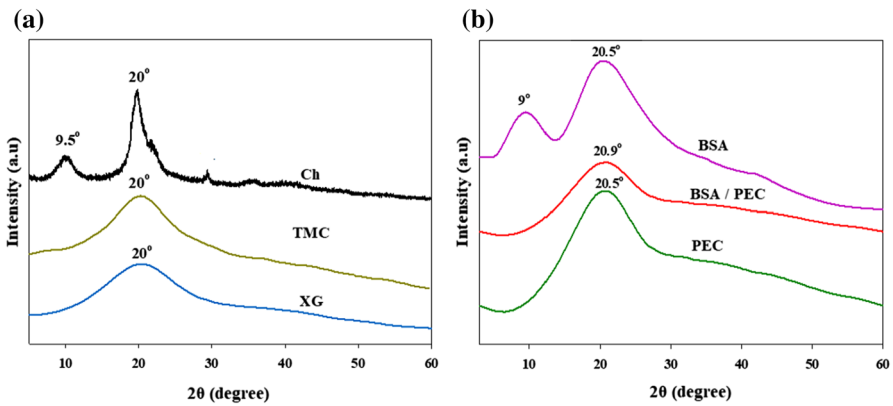 (a)
Intensity (a.u)
20°
9.5°
Ch
20°
TMC
20°
XG
10 20 30 40 50 60
2θ (degree)
(b)
Intensity (a.u)
20.5°
9°
BSA
20.9°
BSA / PEC
20.5°
PEC
10 20 30 40 50 60
2θ (degree)